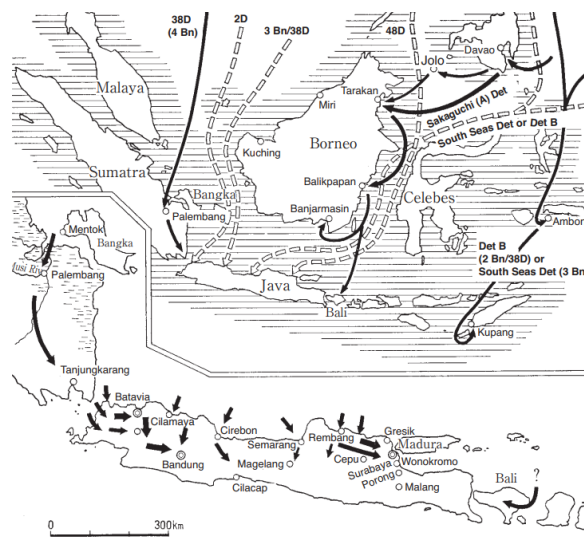 38D
(4 Bn)
2D
3 Bn/38D
48D
Davao
Jolo
Malaya
Miri
Tarakan
Sakaguchi (A) Det
South Seas Det or Det B
Borneo
Kuching
Sumatra
Bangka
Balikpapan
Celebes
Palembang
Banjarmasin
Ambon
Mentok
Bangka
Det B
(2 Bn/38D) or
South Seas Det (3 Bn
Musi Riv
Palembang
Java
Bali
Kupang
Tanjungkarang
Batavia
Cilamaya
Cirebon
Rembang
Gresik
Semarang
Madura
Bandung
Magelang
Cepu
Surabaya
Wonokromo
Porong
Bali
?
Cilacap
Malang
0
300km